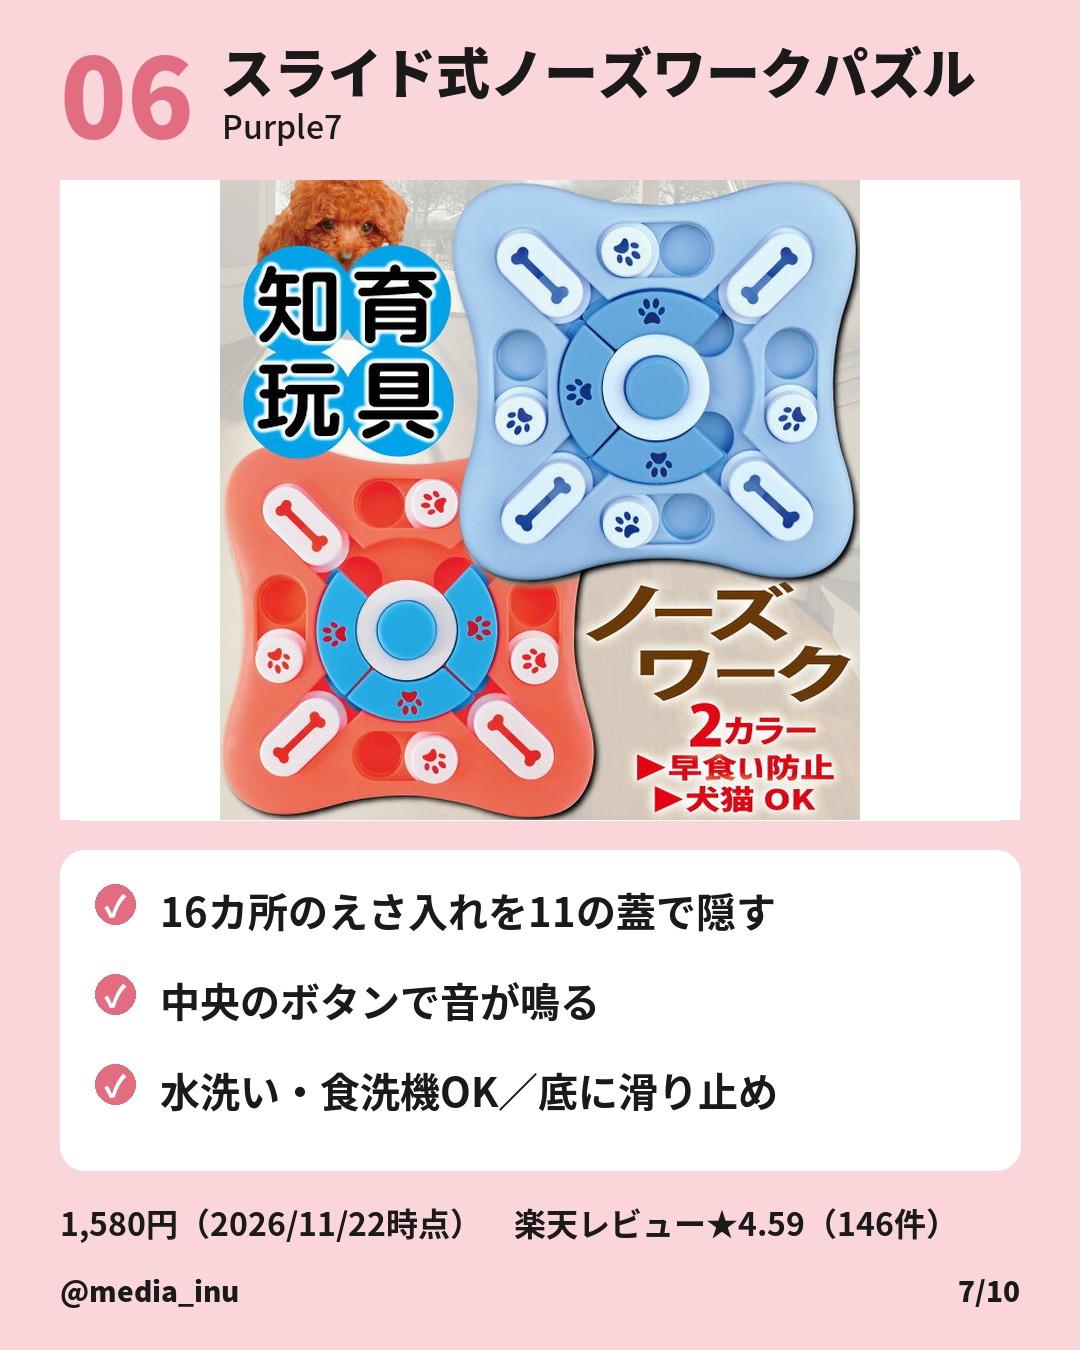 06
スライド式ノーズワークパズル
Purple7
知育
玩具
ノーズ
ワーク
2カラー
▶早食い防止
▶犬猫 OK
✓ 16カ所のえさ入れを11の蓋で隠す
✓ 中央のボタンで音が鳴る
✓ 水洗い・食洗機OK／底に滑り止め
1,580円（2026/11/22時点） 楽天レビュー★4.59（146件）
@media_inu
7/10